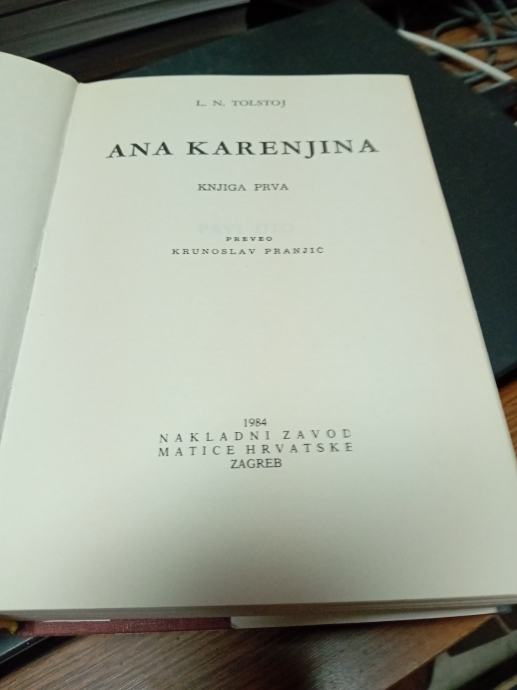 L. N. TOLSTOJ
ANA KARENJINA
KNJIGA PRVA
PREVEO
KRUNOSLAV PRANJIĆ
1984
NAKLADNI ZAVOD
MATICE HRVATSKE
ZAGREB